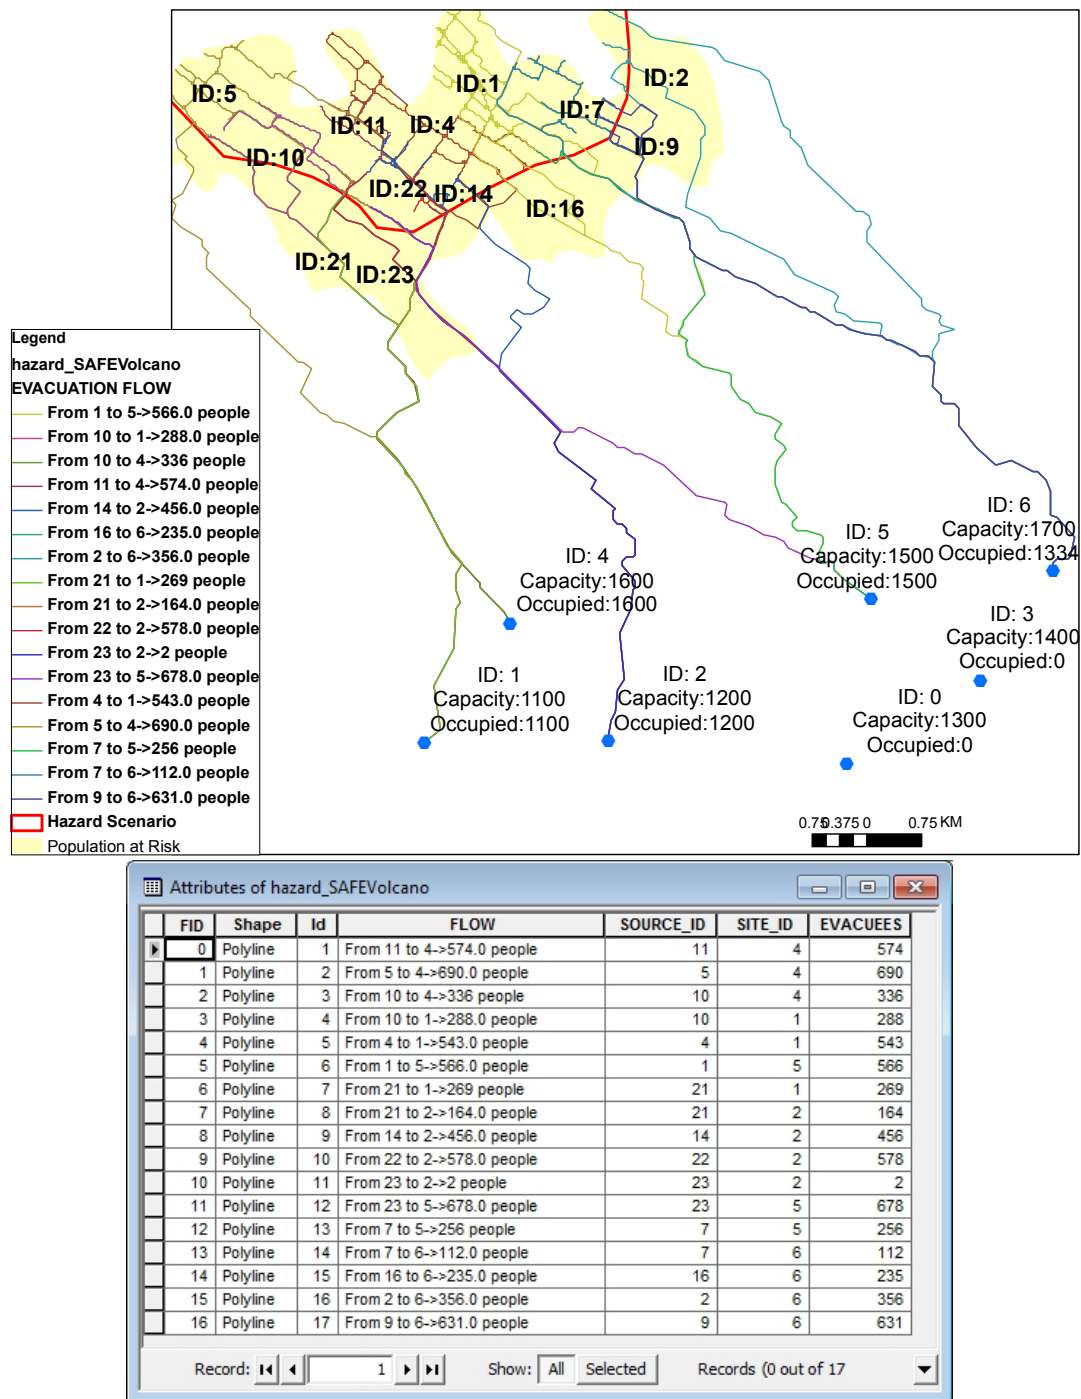 ID:1
ID:2
ID:5
ID:7
ID:11
ID:4
ID:9
ID:10
ID:22
ID:14
ID:16
ID:21
ID:23
Legend
hazard_SAFEVolcano
EVACUATION FLOW
From 1 to 5->566.0 people
From 10 to 1->288.0 people
From 10 to 4->336 people
From 11 to 4->574.0 people
From 14 to 2->456.0 people
From 16 to 6->235.0 people
From 2 to 6->356.0 people
From 21 to 1->269 people
From 21 to 2->164.0 people
From 22 to 2->578.0 people
From 23 to 2->2 people
From 23 to 5->678.0 people
From 4 to 1->543.0 people
From 5 to 4->690.0 people
From 7 to 5->256 people
From 7 to 6->112.0 people
From 9 to 6->631.0 people
Hazard Scenario
Population at Risk
ID: 6
Capacity:1700
Occupied:1334
ID: 5
Capacity:1500
Occupied:1500
ID: 4
Capacity:1600
Occupied:1600
ID: 3
Capacity:1400
Occupied:0
ID: 1
Capacity:1100
Occupied:1100
ID: 2
Capacity:1200
Occupied:1200
ID: 0
Capacity:1300
Occupied:0
0.75 0.375 0 0.75 KM
Attributes of hazard_SAFEVolcano
FID Shape Id FLOW SOURCE_ID SITE_ID EVACUEES
0 Polyline 1 From 11 to 4->574.0 people 11 4 574
1 Polyline 2 From 5 to 4->690.0 people 5 4 690
2 Polyline 3 From 10 to 4->336 people 10 4 336
3 Polyline 4 From 10 to 1->288.0 people 10 1 288
4 Polyline 5 From 4 to 1->543.0 people 4 1 543
5 Polyline 6 From 1 to 5->566.0 people 1 5 566
6 Polyline 7 From 21 to 1->269 people 21 1 269
7 Polyline 8 From 21 to 2->164.0 people 21 2 164
8 Polyline 9 From 14 to 2->456.0 people 14 2 456
9 Polyline 10 From 22 to 2->578.0 people 22 2 578
10 Polyline 11 From 23 to 2->2 people 23 2 2
11 Polyline 12 From 23 to 5->678.0 people 23 5 678
12 Polyline 13 From 7 to 5->256 people 7 5 256
13 Polyline 14 From 7 to 6->112.0 people 7 6 112
14 Polyline 15 From 16 to 6->235.0 people 16 6 235
15 Polyline 16 From 2 to 6->356.0 people 2 6 356
16 Polyline 17 From 9 to 6->631.0 people 9 6 631
Record: 1 Show: All Selected Records (0 out of 17